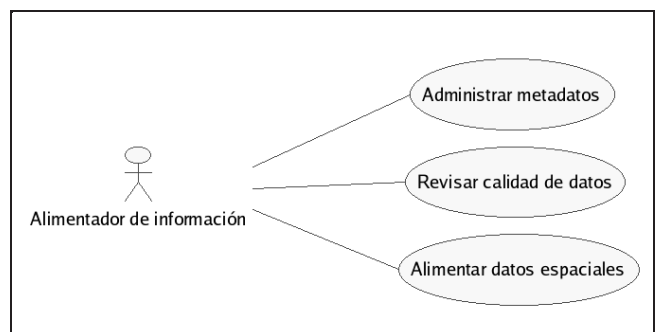 Administrar metadatos
Revisar calidad de datos
Alimentador de información
Alimentar datos espaciales